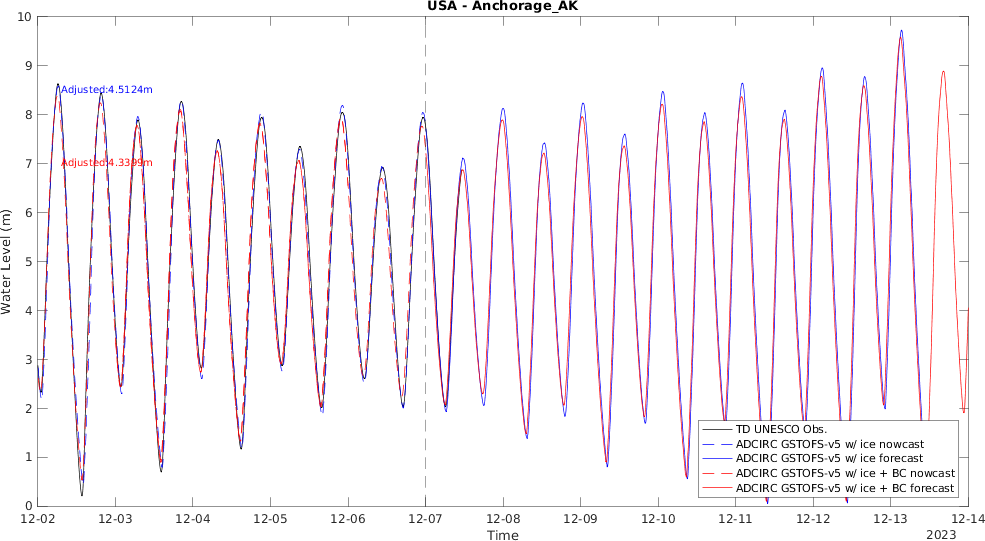 USA - Anchorage_AK
10
9
8
7
6
5
4
3
2
1
0
Water Level (m)
Adjusted:4.5124m
Adjusted:4.3399m
TD UNESCO Obs.
ADCIRC GSTOFS-v5 w/ ice nowcast
ADCIRC GSTOFS-v5 w/ ice forecast
ADCIRC GSTOFS-v5 w/ ice + BC nowcast
ADCIRC GSTOFS-v5 w/ ice + BC forecast
12-02 12-03 12-04 12-05 12-06 12-07 12-08 12-09 12-10 12-11 12-12 12-13 12-14
Time
2023